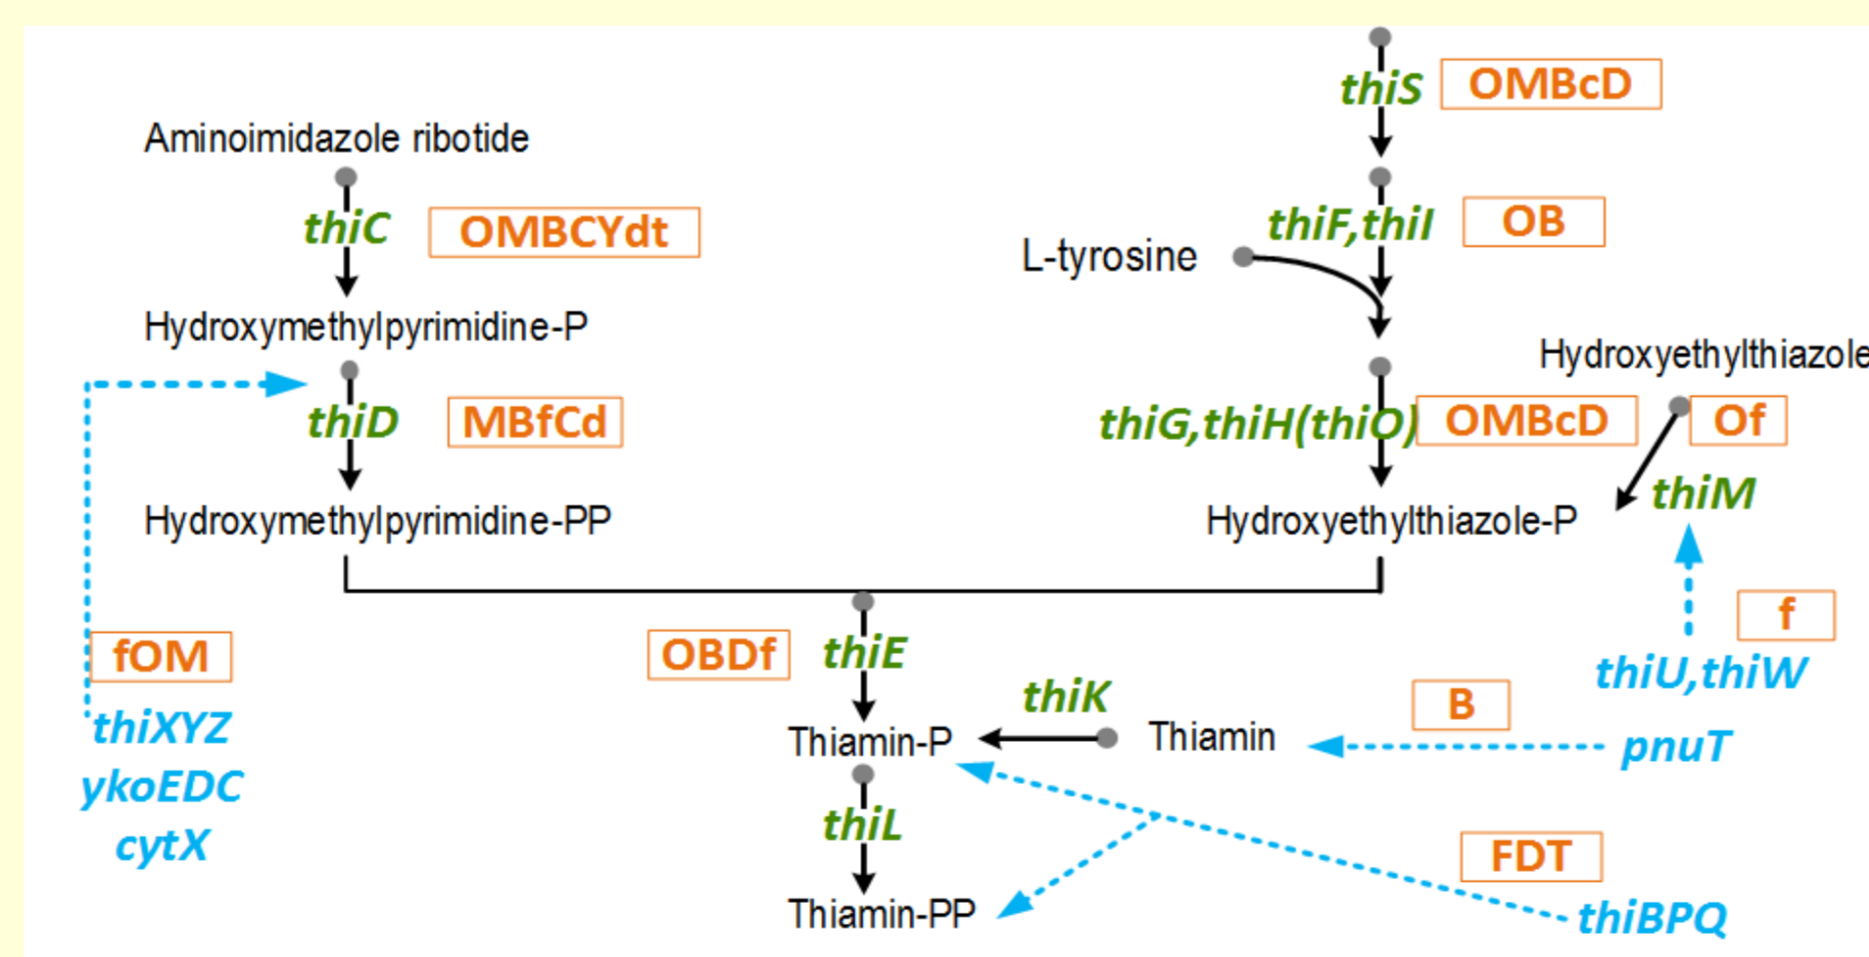 thiS OMBcD
Aminoimidazole ribotide
thiC OMBCYdt
thiF,thiI OB
L-tyrosine
Hydroxymethylpyrimidine-P
Hydroxyethylthiazole
thiD MBfCd
thiG,thiH(thiO) OMBcD Of
thiM
Hydroxymethylpyrimidine-PP
Hydroxyethylthiazole-P
f
fOM
OBDf thiE
thiU,thiW
thiK
B
thiXYZ
Thiamin-P
Thiamin
pnuT
ykoEDC
thiL
cytX
FDT
Thiamin-PP
thiBPQ